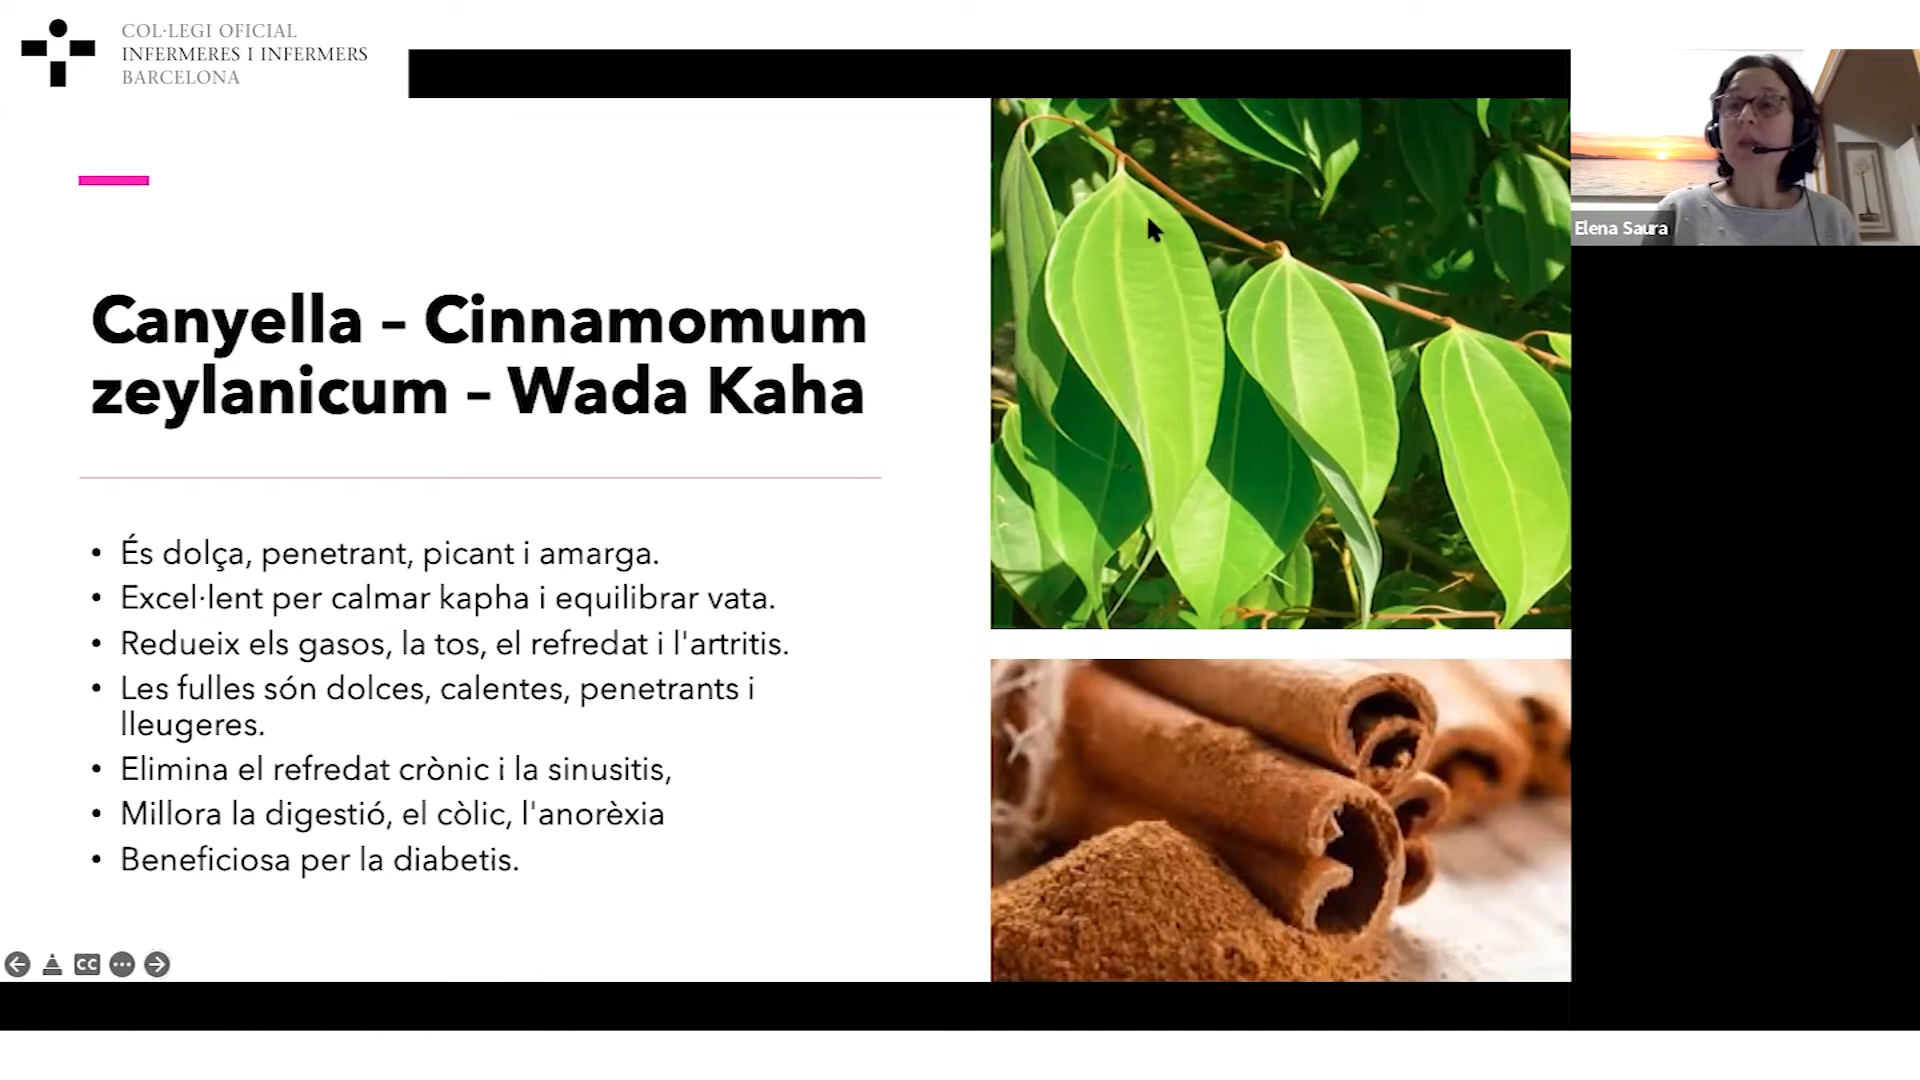 COL·LEGI OFICIAL
INFERMERES I INFERMERS
BARCELONA
Elena Saura
Canyella – Cinnamomum
zeylanicum – Wada Kaha
• És dolça, penetrant, picant i amarga.
• Excel·lent per calmar kapha i equilibrar vata.
• Redueix els gasos, la tos, el refredat i l'artritis.
• Les fulles són dolces, calentes, penetrants i
lleugeres.
• Elimina el refredat crònic i la sinusitis,
• Millora la digestió, el còlic, l'anorèxia
• Beneficiosa per la diabetis.
CC